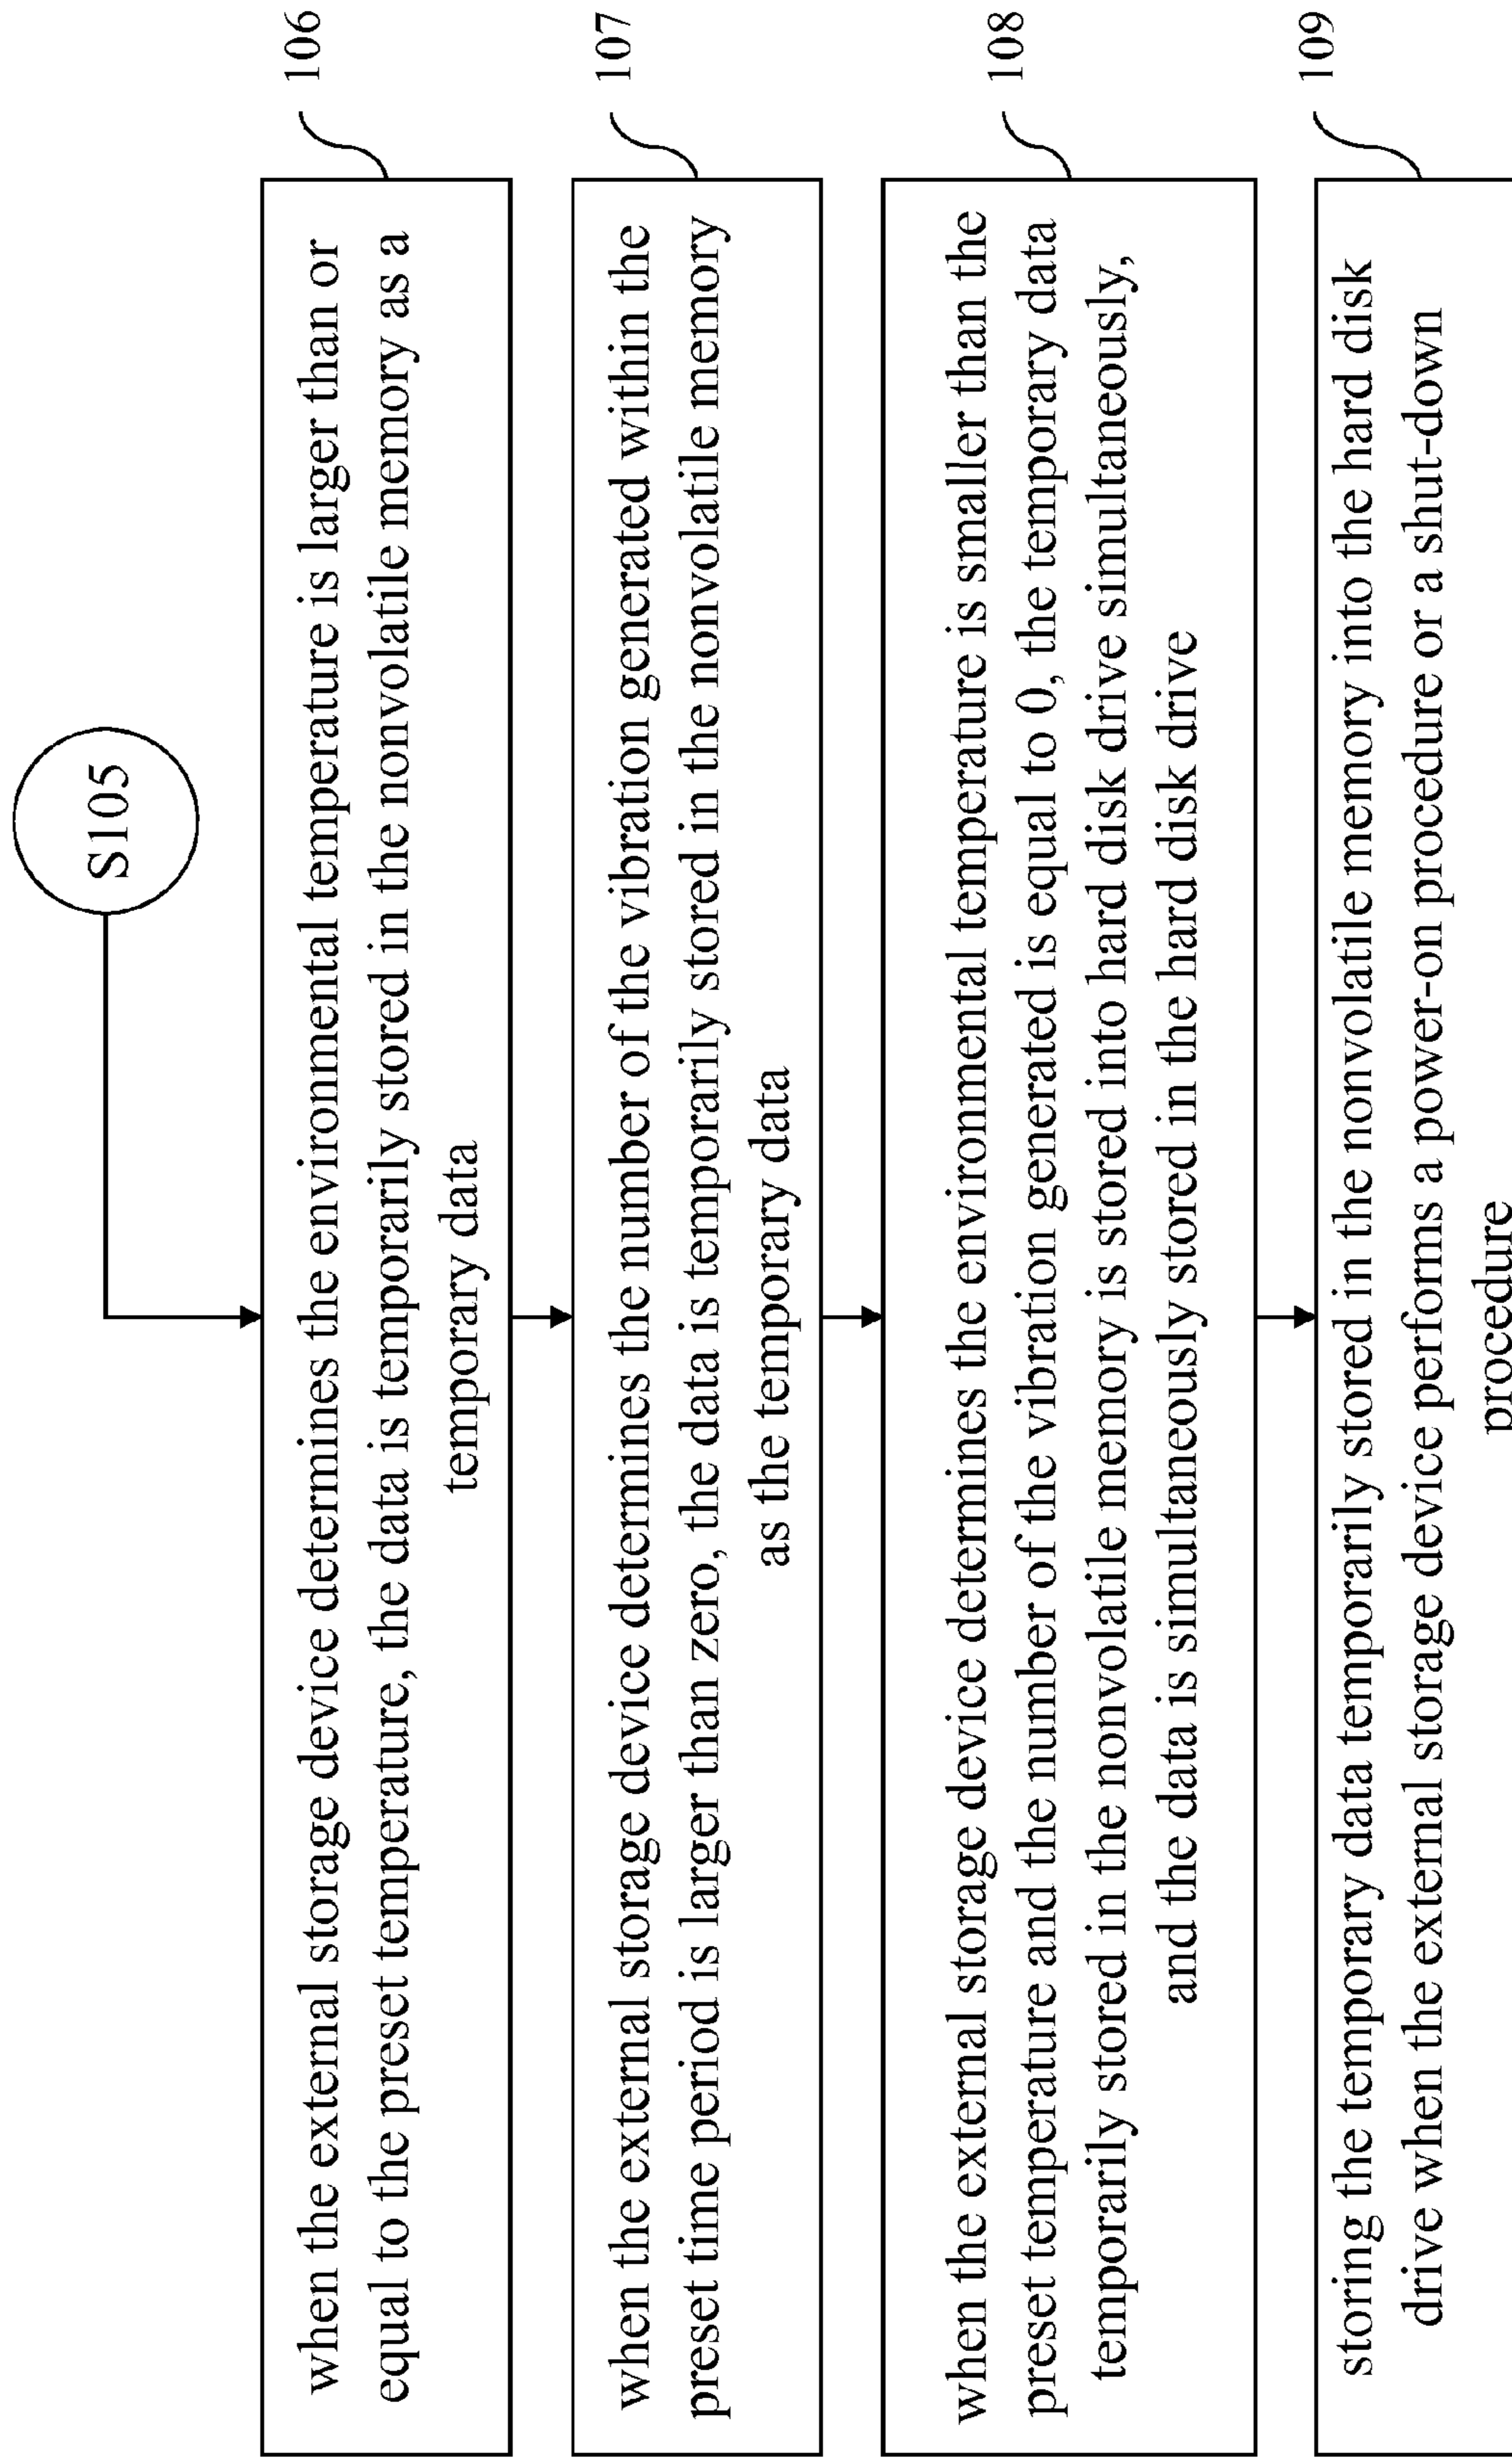 S105
106
when the external storage device determines the environmental temperature is larger than or
equal to the preset temperature, the data is temporarily stored in the nonvolatile memory as a
temporary data
107
when the external storage device determines the number of the vibration generated within the
preset time period is larger than zero, the data is temporarily stored in the nonvolatile memory
as the temporary data
108
when the external storage device determines the environmental temperature is smaller than the
preset temperature and the number of the vibration generated is equal to 0, the temporary data
temporarily stored in the nonvolatile memory is stored into hard disk drive simultaneously,
and the data is simultaneously stored in the hard disk drive
109
storing the temporary data temporarily stored in the nonvolatile memory into the hard disk
drive when the external storage device performs a power-on procedure or a shut-down
procedure